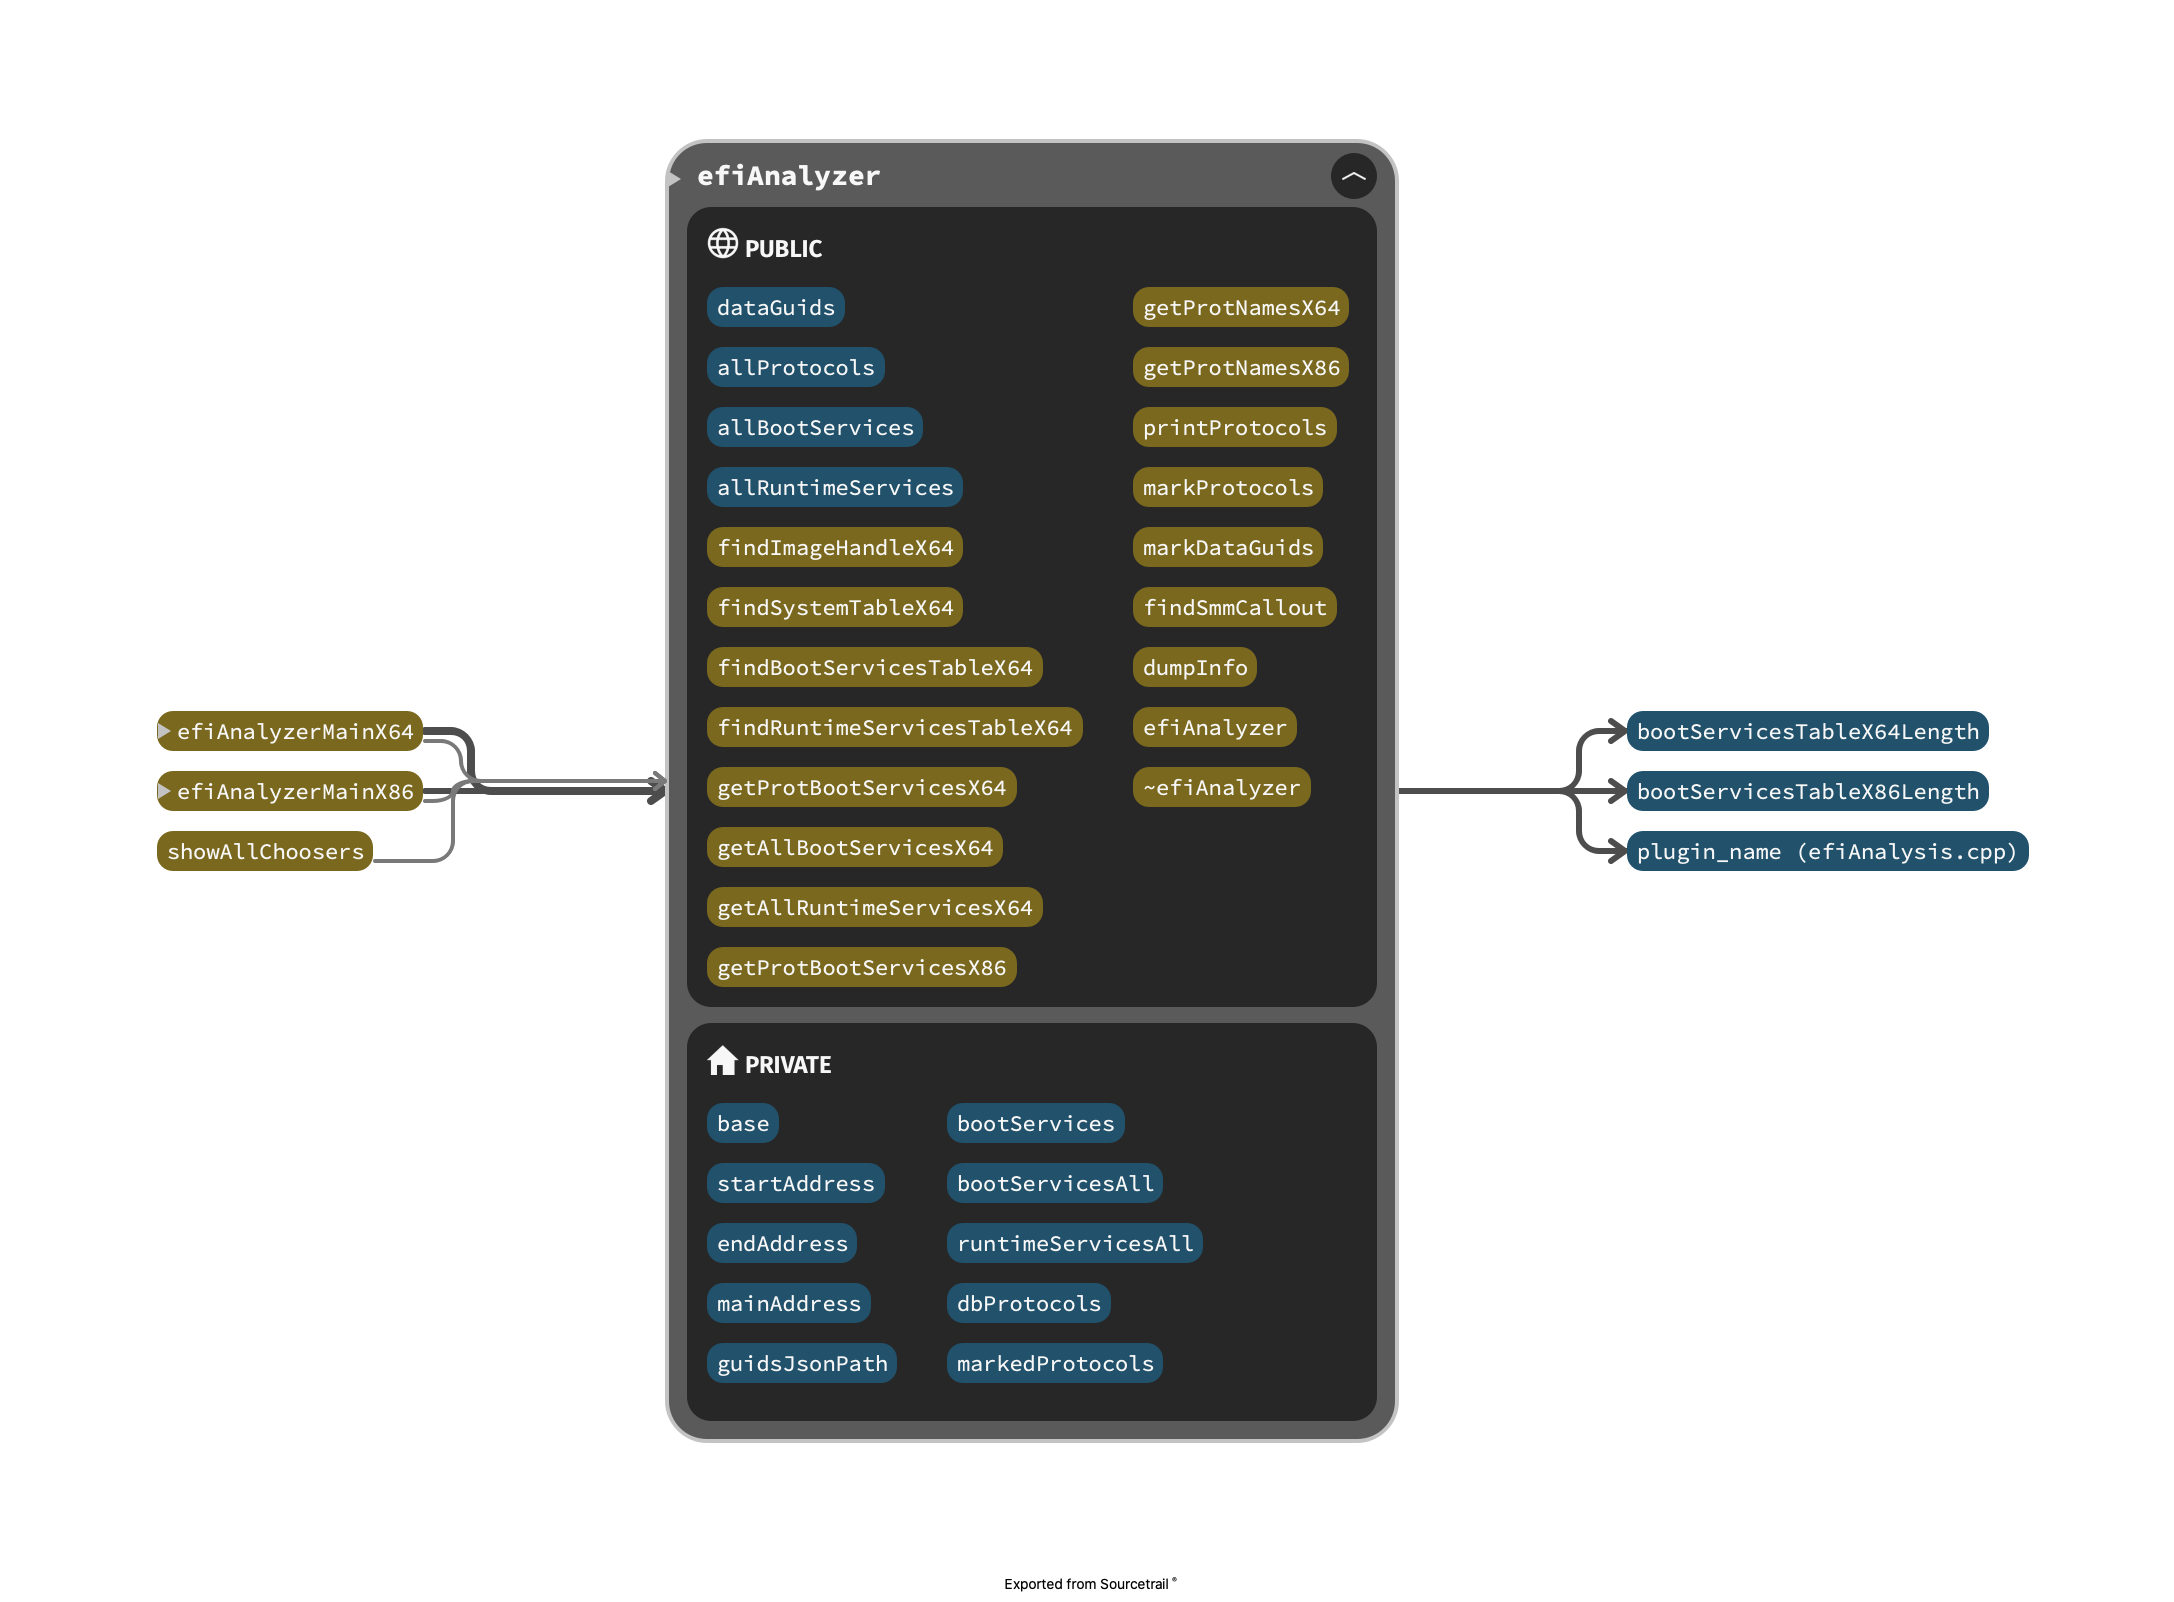 efiAnalyzer
PUBLIC
dataGuids
allProtocols
allBootServices
allRuntimeServices
findImageHandleX64
findSystemTableX64
findBootServicesTableX64
findRuntimeServicesTableX64
getProtBootServicesX64
getAllBootServicesX64
getAllRuntimeServicesX64
getProtBootServicesX86
getProtNamesX64
getProtNamesX86
printProtocols
markProtocols
markDataGuids
findSmmCallout
dumpInfo
efiAnalyzer
~efiAnalyzer
PRIVATE
base
startAddress
endAddress
mainAddress
guidsJsonPath
bootServices
bootServicesAll
runtimeServicesAll
dbProtocols
markedProtocols
efiAnalyzerMainX64
efiAnalyzerMainX86
showAllChoosers
bootServicesTableX64Length
bootServicesTableX86Length
plugin_name (efiAnalysis.cpp)
Exported from Sourcetrail ®